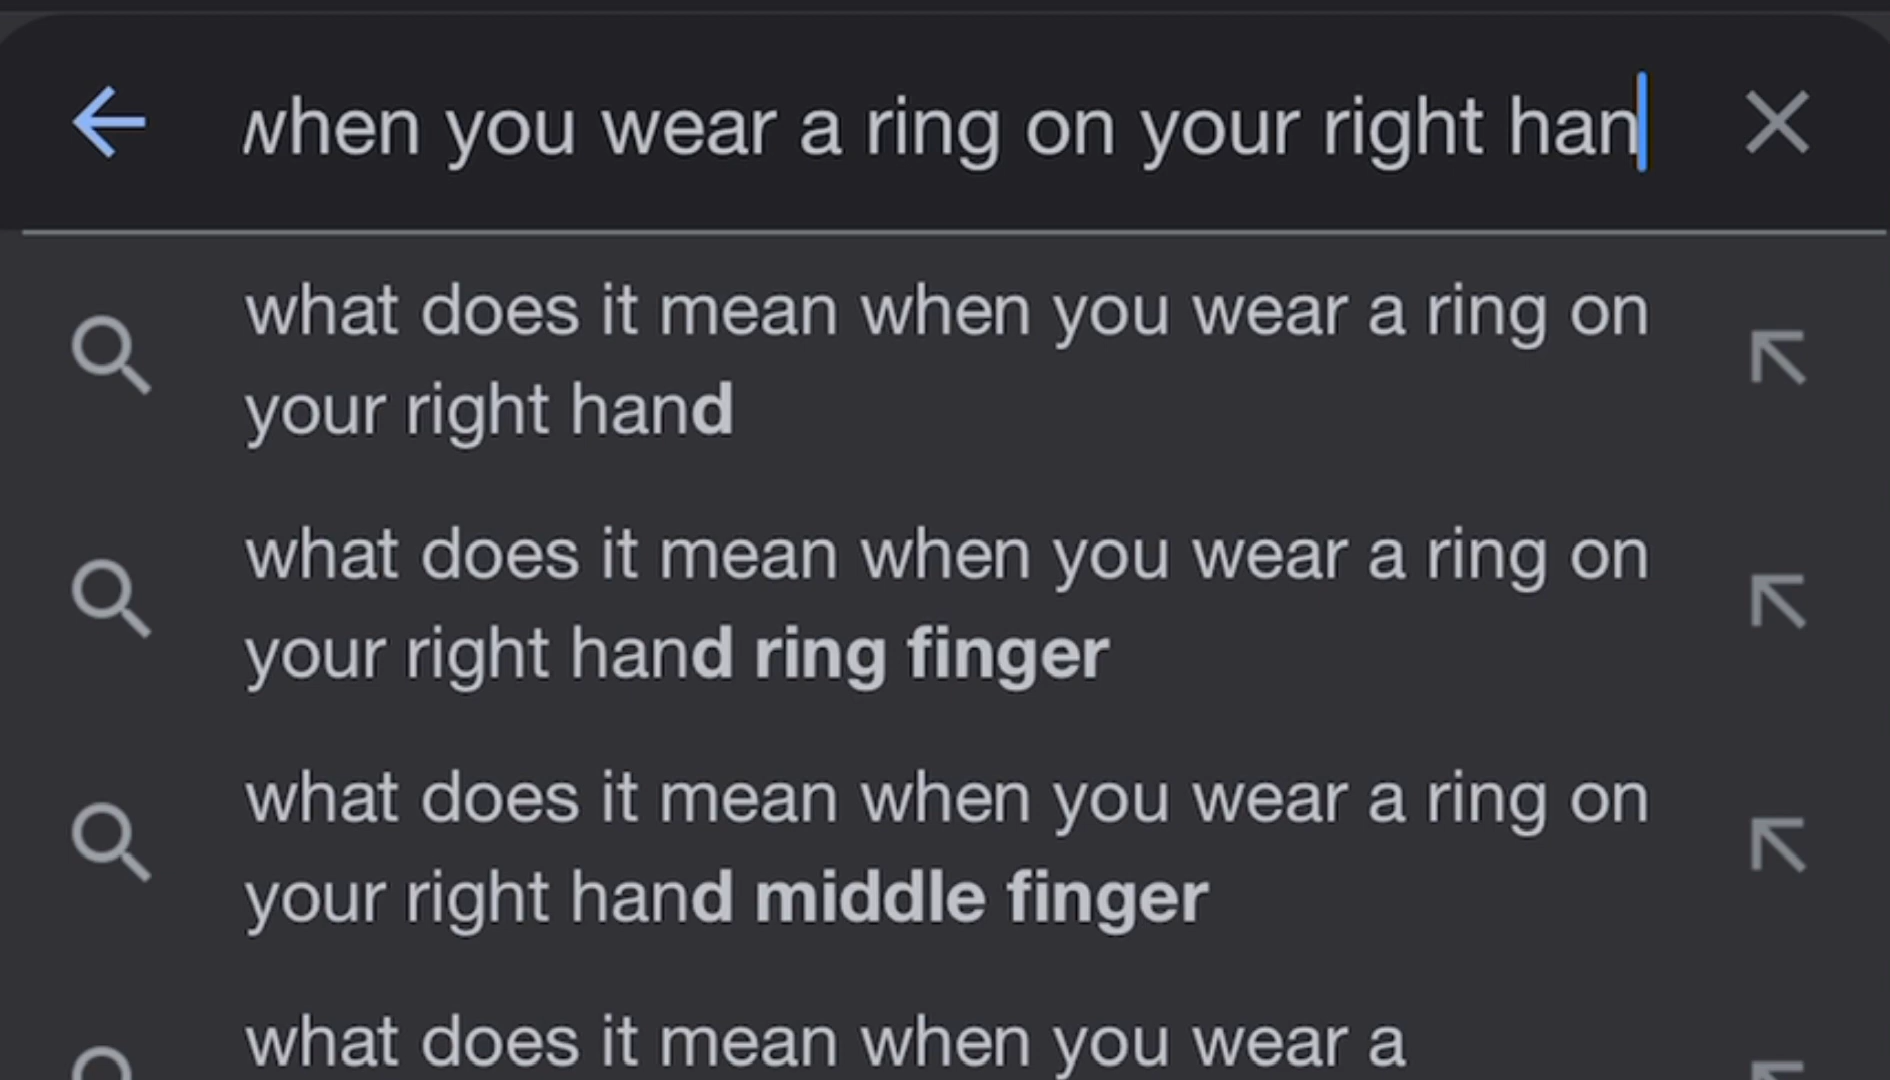 when you wear a ring on your right han
what does it mean when you wear a ring on
your right hand
what does it mean when you wear a ring on
your right hand ring finger
what does it mean when you wear a ring on
your right hand middle finger
what does it mean when you wear a